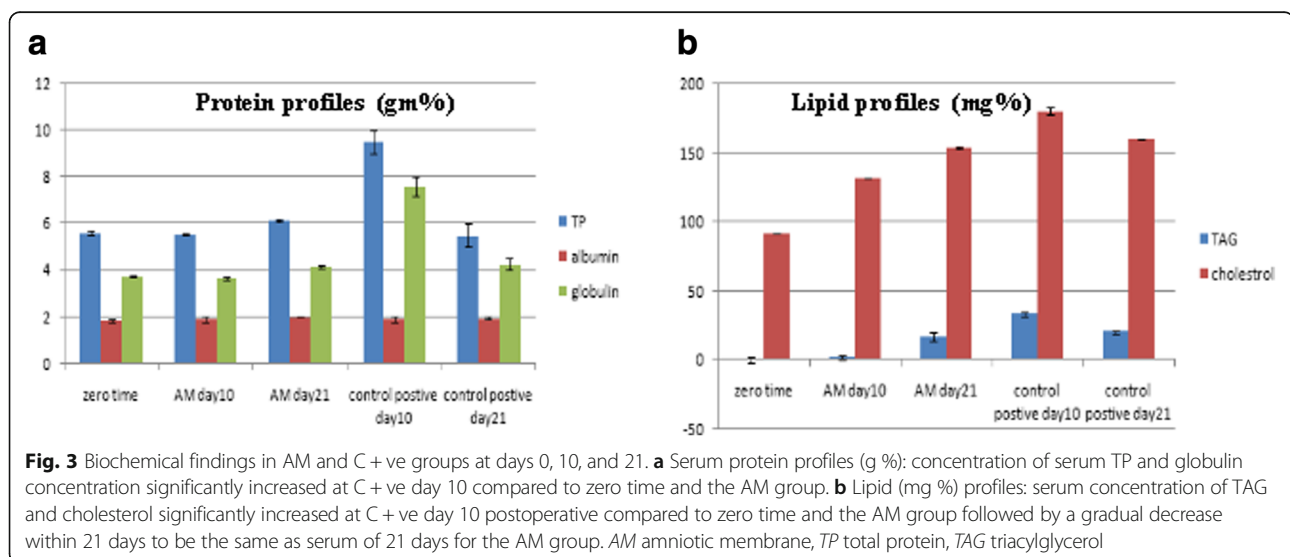 a
12
10
8
6
4
2
0
Protein profiles (gm%)
TP
albumin
globulin
zero time
AM day10
AM day21
control postive day10
control postive day21
b
200
150
100
50
0
-50
Lipid profiles (mg%)
TAG
cholestrol
zero time
AM day10
AM day21
control postive day10
control postive day21
Fig. 3 Biochemical findings in AM and C + ve groups at days 0, 10, and 21. a Serum protein profiles (g %): concentration of serum TP and globulin
concentration significantly increased at C + ve day 10 compared to zero time and the AM group. b Lipid (mg %) profiles: serum concentration of TAG
and cholesterol significantly increased at C + ve day 10 postoperative compared to zero time and the AM group followed by a gradual decrease
within 21 days to be the same as serum of 21 days for the AM group. AM amniotic membrane, TP total protein, TAG triacylglycerol